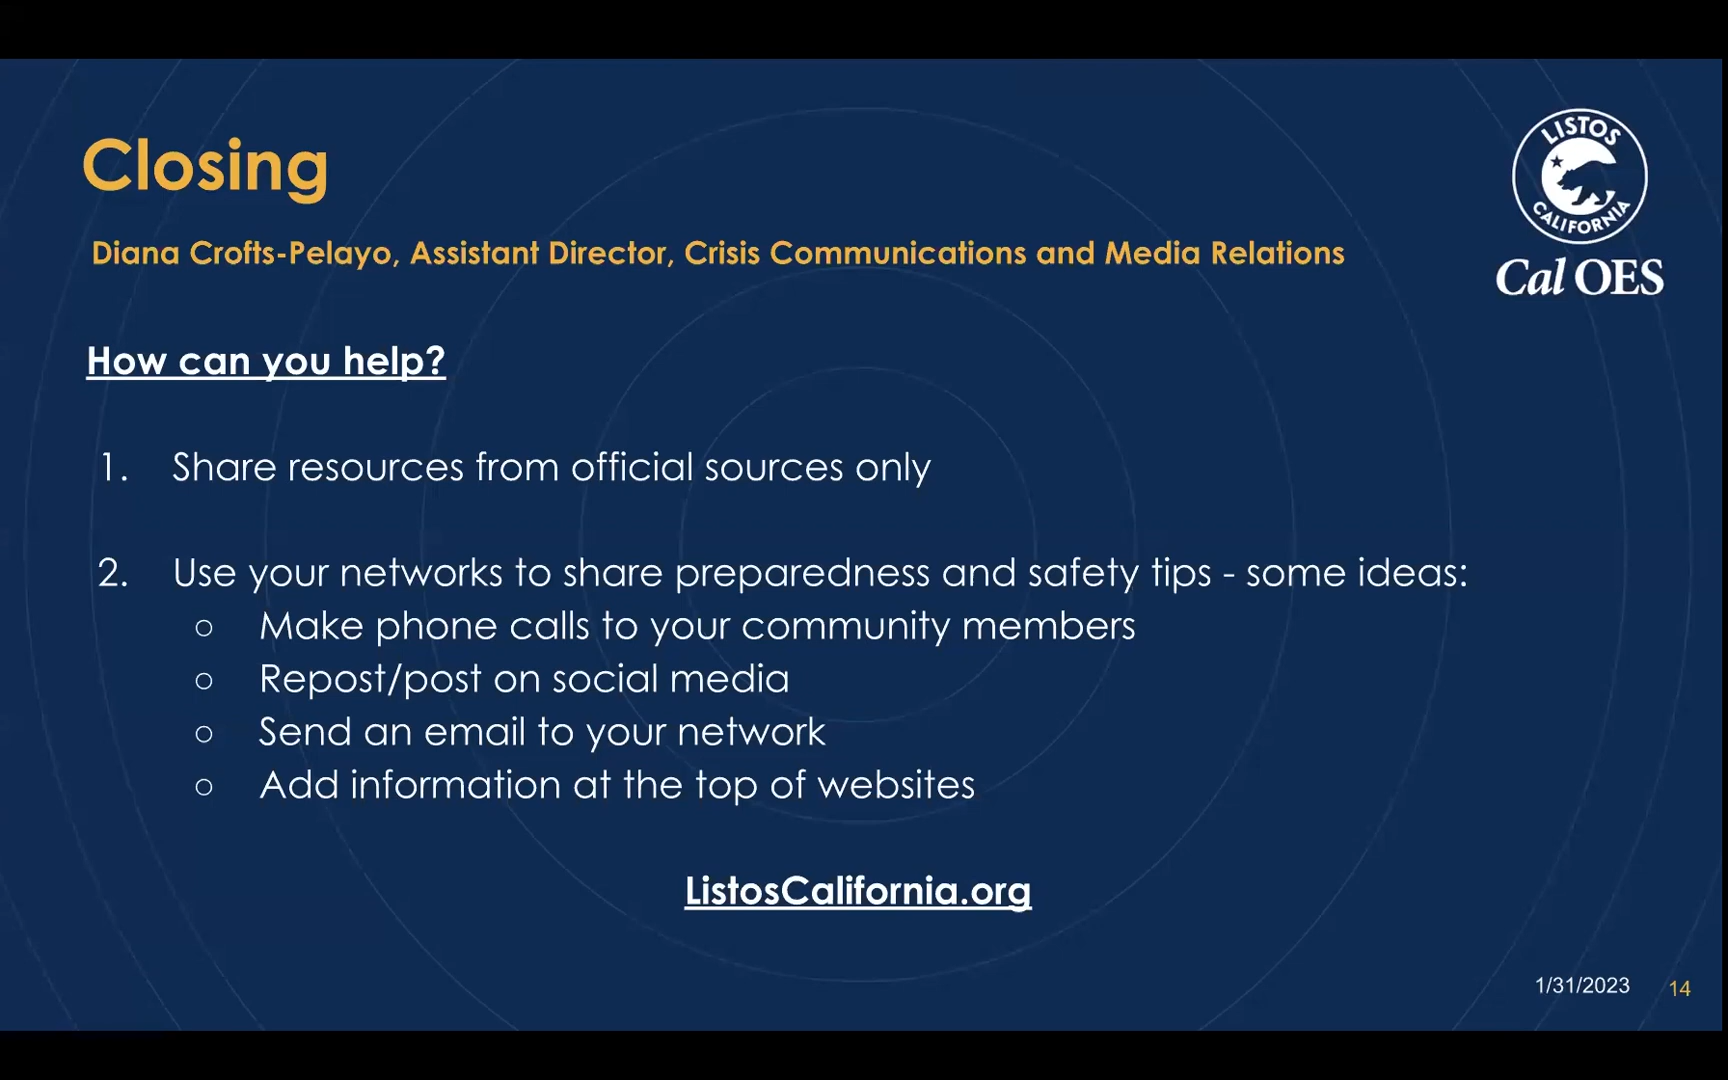 Closing
LISTOS
CALIFORNIA
Cal OES
Diana Crofts-Pelayo, Assistant Director, Crisis Communications and Media Relations
How can you help?
1. Share resources from official sources only
2. Use your networks to share preparedness and safety tips - some ideas:
○ Make phone calls to your community members
○ Repost/post on social media
○ Send an email to your network
○ Add information at the top of websites
ListosCalifornia.org
1/31/2023 14